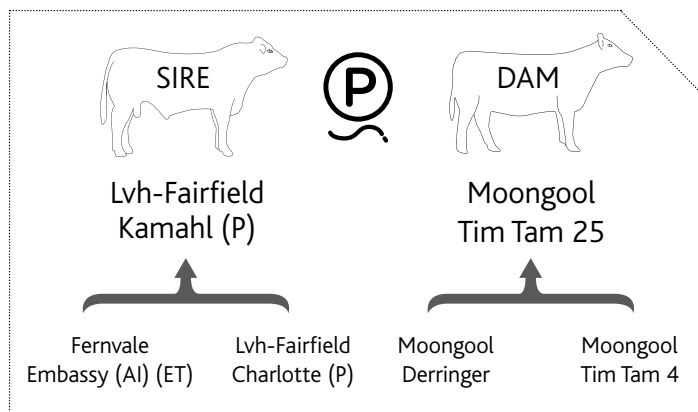 SIRE
P
DAM
Lvh-Fairfield
Kamahl (P)
Moongool
Tim Tam 25
Fernvale
Embassy (AI) (ET)
Lvh-Fairfield
Charlotte (P)
Moongool
Derringer
Moongool
Tim Tam 4